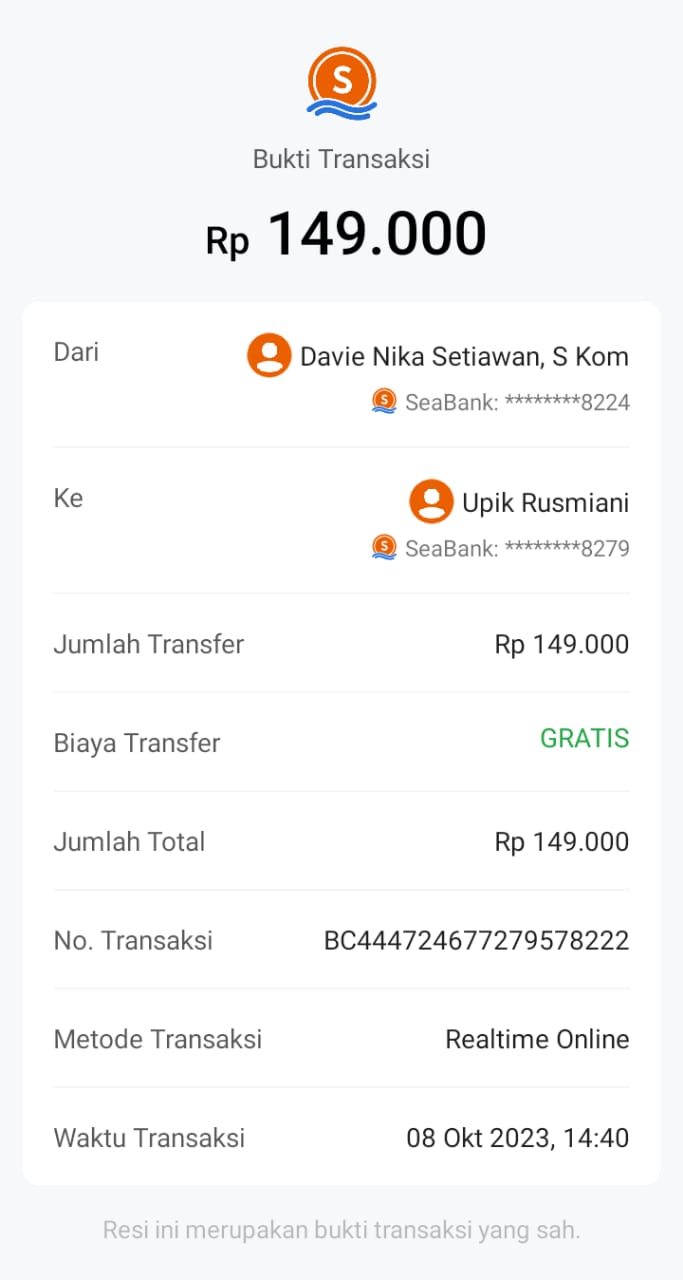 S
Bukti Transaksi
Rp 149.000
Dari
Davie Nika Setiawan, S Kom
SeaBank: ********8224
Ke
Upik Rusmiani
SeaBank: ********8279
Jumlah Transfer Rp 149.000
Biaya Transfer GRATIS
Jumlah Total Rp 149.000
No. Transaksi BC444724677279578222
Metode Transaksi Realtime Online
Waktu Transaksi 08 Okt 2023, 14:40
Resi ini merupakan bukti transaksi yang sah.